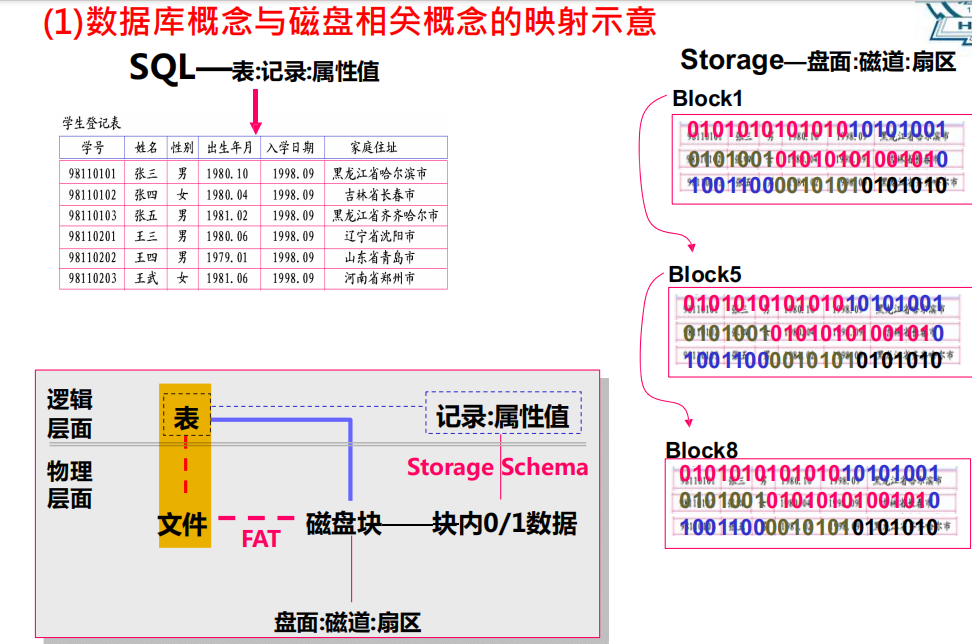 (1)数据库概念与磁盘相关概念的映射示意
SQL—表:记录:属性值
学生登记表
学号 姓名 性别 出生年月 入学日期 家庭住址
98110101 张三 男 1980.10 1998.09 黑龙江省哈尔滨市
98110102 张四 女 1980.04 1998.09 吉林省长春市
98110103 张五 男 1981.02 1998.09 黑龙江省齐齐哈尔市
98110201 王三 男 1980.06 1998.09 辽宁省沈阳市
98110202 王四 男 1979.01 1998.09 山东省青岛市
98110203 王武 女 1981.06 1998.09 河南省郑州市
Storage—盘面:磁道:扇区
Block1
010101010101010101001
010100101010101001010
100110000010101010101010
Block5
010101010101010101001
010100101010101001010
100110000010101010101010
Block8
010101010101010101001
010100101010101001010
100110000010101010101010
逻辑
层面
表
记录:属性值
物理
层面
Storage Schema
文件
FAT
磁盘块——块内0/1数据
盘面:磁道:扇区